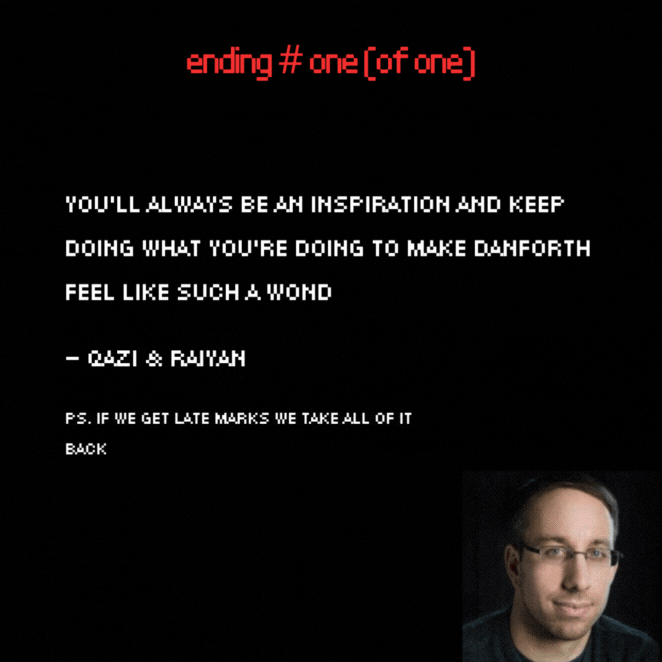 ending # one (of one)
YOU'LL ALWAYS BE AN INSPIRATION AND KEEP
DOING WHAT YOU'RE DOING TO MAKE DANFORTH
FEEL LIKE SUCH A WOND
- QAZI & RAIYAN
PS. IF WE GET LATE MARKS WE TAKE ALL OF IT
BACK